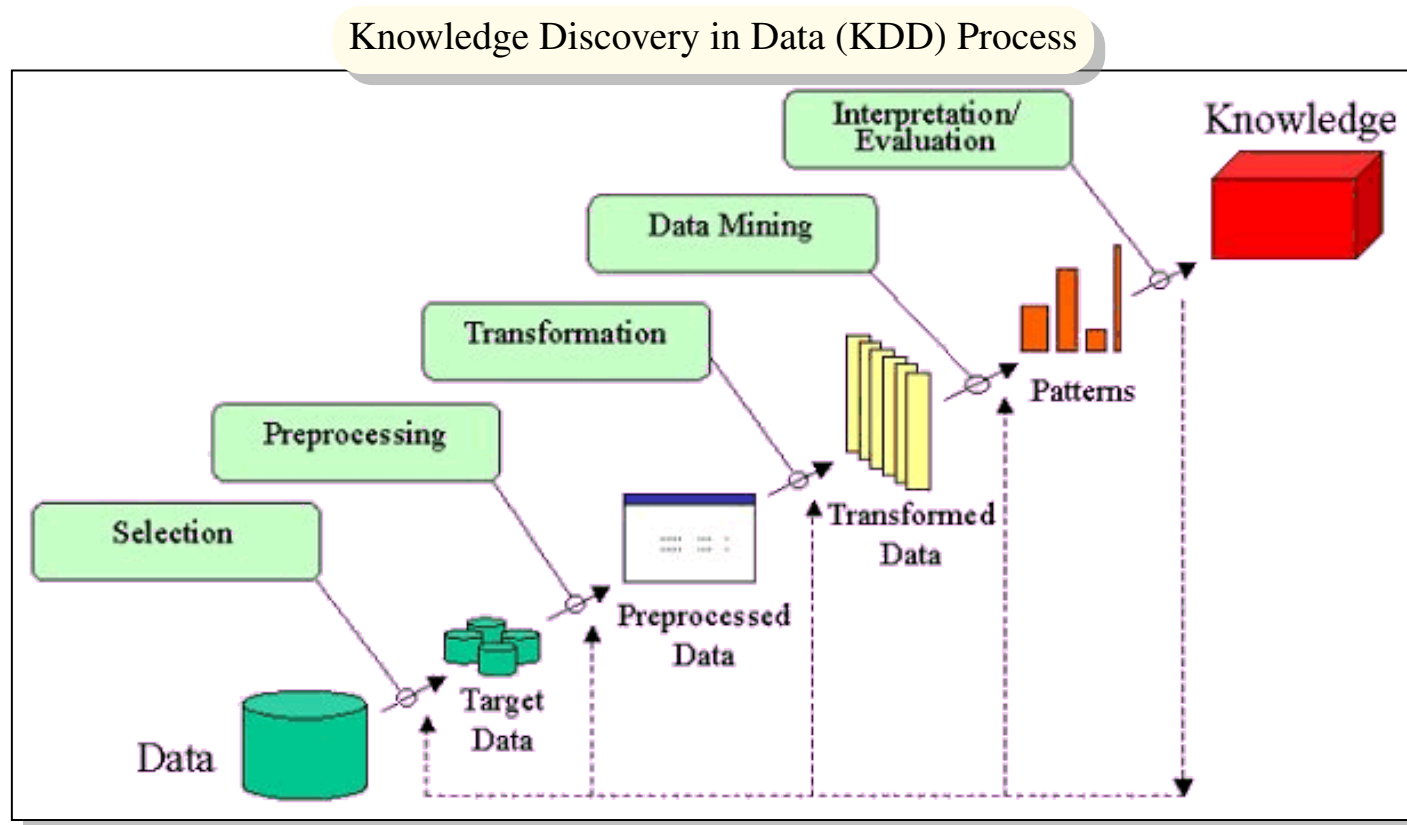 Knowledge Discovery in Data (KDD) Process
Interpretation/
Evaluation
Knowledge
Data Mining
Transformation
Patterns
Preprocessing
Transformed
Data
Selection
Preprocessed
Data
Target
Data
Data